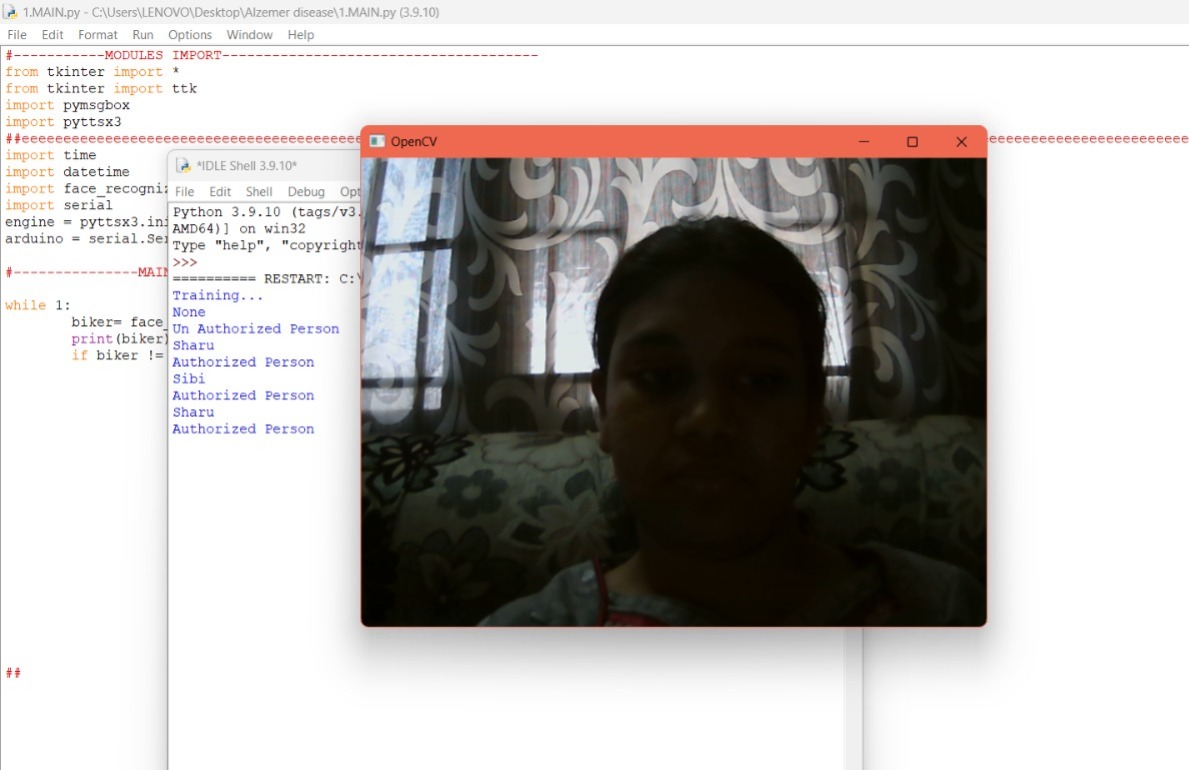 1.MAIN.py - C:\Users\LENOVO\Desktop\Alzemer disease\1.MAIN.py (3.9.10)
File Edit Format Run Options Window Help
#-----------MODULES IMPORT--------------------------------------
from tkinter import *
from tkinter import ttk
import pymsgbox
import pyttsx3
##eeeeeeeeeeeeeeeeeeeeeeeeeeeeeeeeeeeeeeeee
import time
import datetime
import face_recogni
import serial
engine = pyttsx3.ini
arduino = serial.Se
#---------------MAIN
while 1:
biker= face_
print(biker)
if biker !=
##
*IDLE Shell 3.9.10*
File Edit Shell Debug Opt
Python 3.9.10 (tags/v3.
AMD64)] on win32
Type "help", "copyright
>>>
========== RESTART: C:\
Training...
None
Un Authorized Person
Sharu
Authorized Person
Sibi
Authorized Person
Sharu
Authorized Person
OpenCV